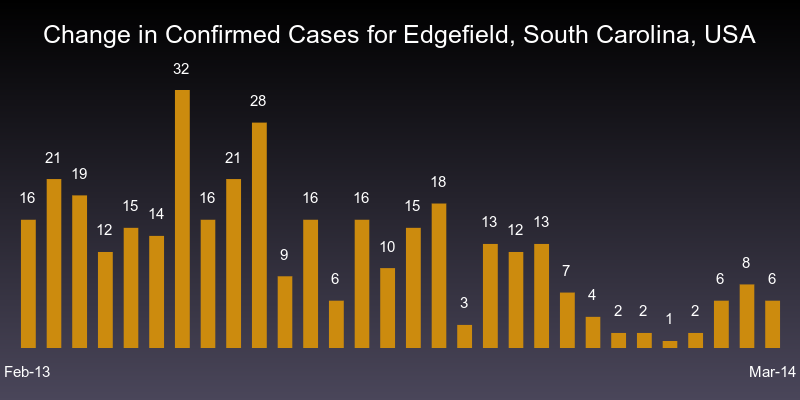 Change in Confirmed Cases for Edgefield, South Carolina, USA
16 21 19 12 15 14 32 16 21 28 9 16 6 16 10 15 18 3 13 12 13 7 4 2 2 1 2 6 8 6
Feb-13 Mar-14